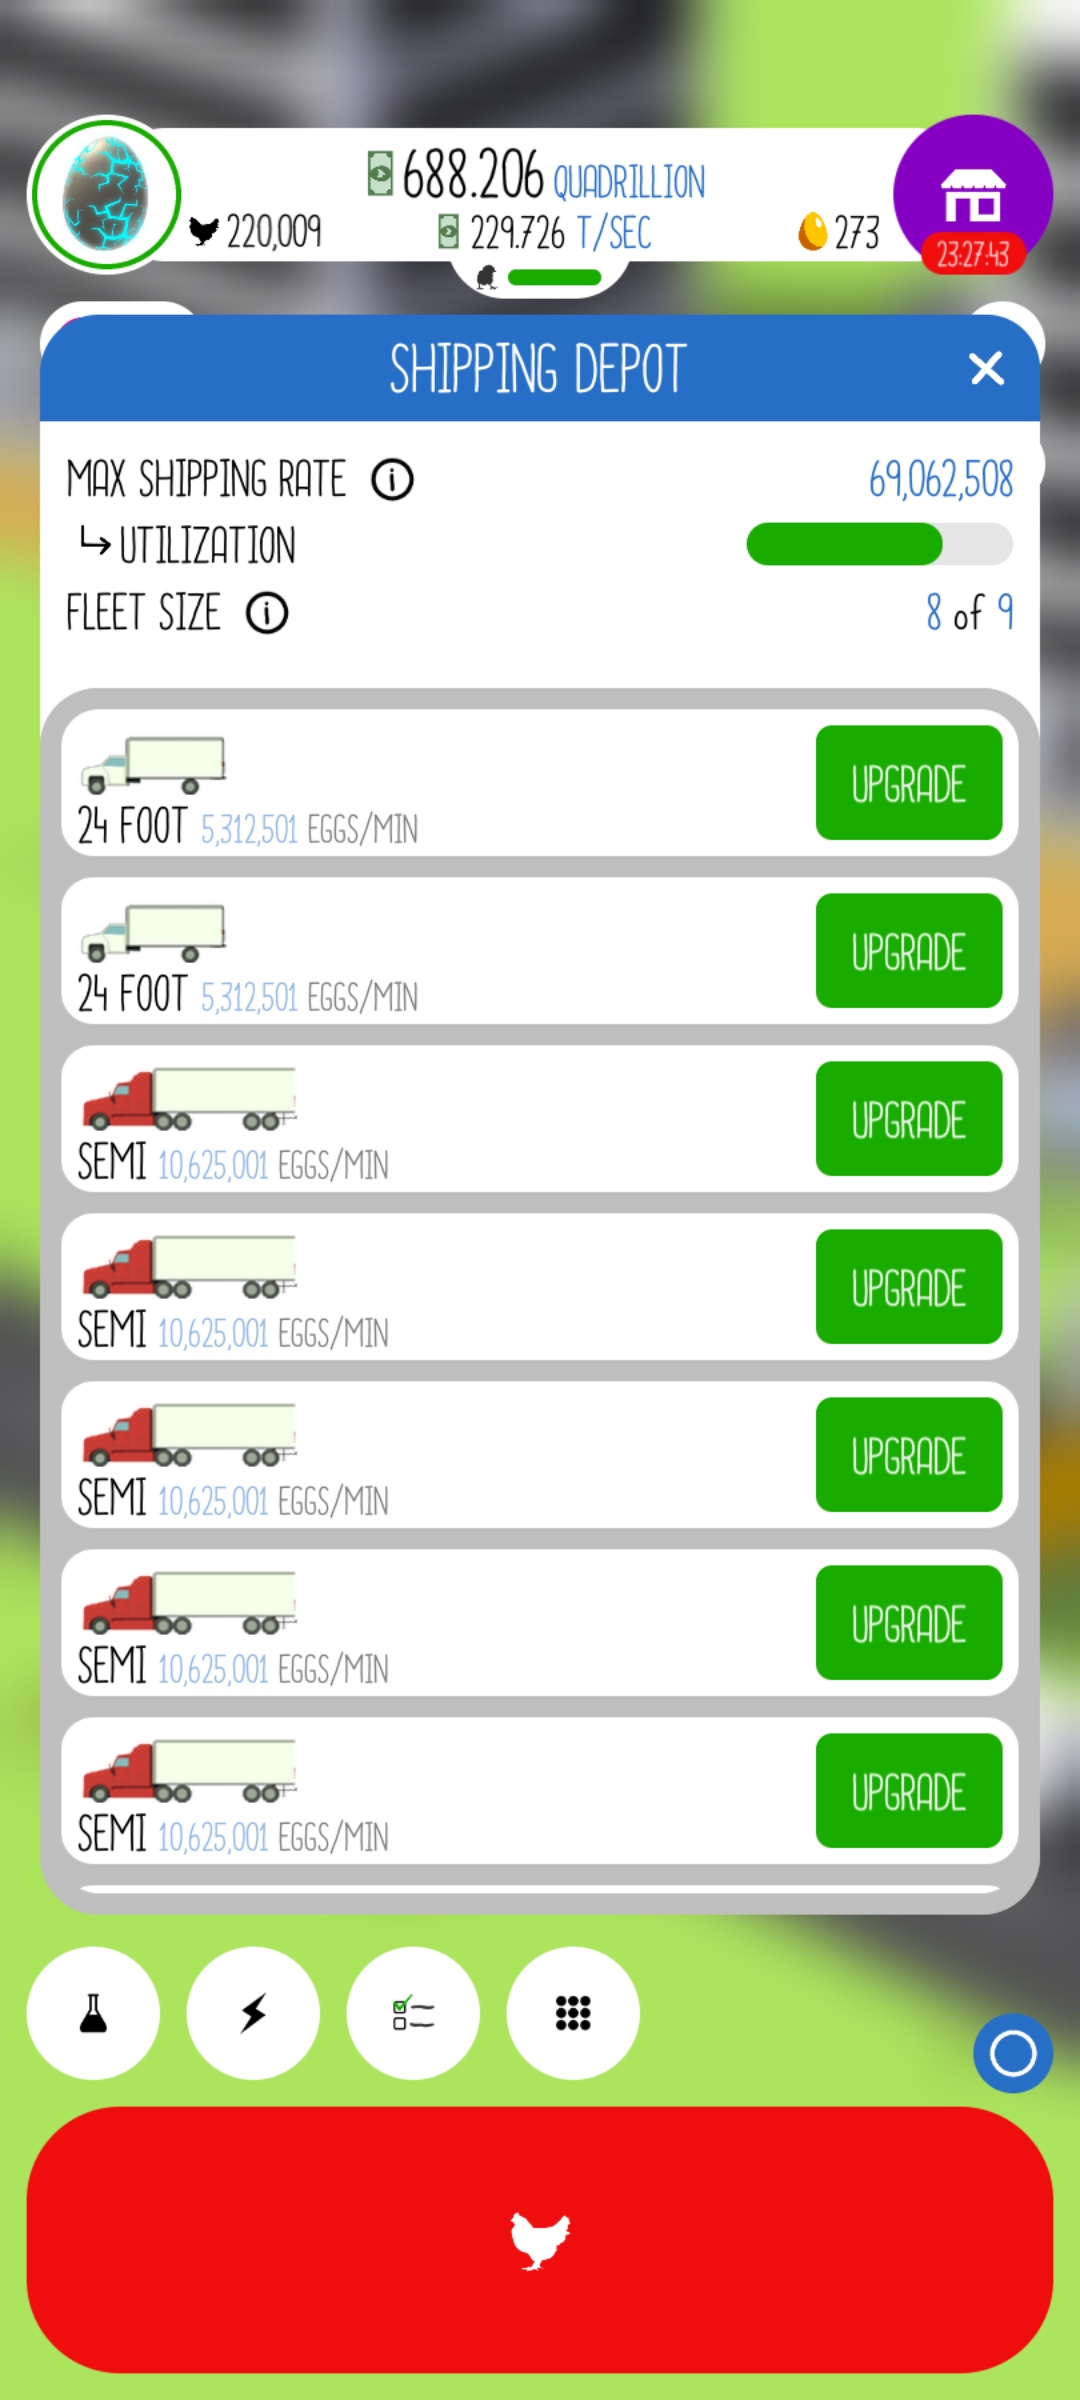 688.206 QUADRILLION
220,009
229.726 T/SEC
273
23:27:43
SHIPPING DEPOT
MAX SHIPPING RATE
69,062,508
UTILIZATION
FLEET SIZE
8 of 9
24 FOOT 5,312,501 EGGS/MIN
UPGRADE
24 FOOT 5,312,501 EGGS/MIN
UPGRADE
SEMI 10,625,001 EGGS/MIN
UPGRADE
SEMI 10,625,001 EGGS/MIN
UPGRADE
SEMI 10,625,001 EGGS/MIN
UPGRADE
SEMI 10,625,001 EGGS/MIN
UPGRADE
SEMI 10,625,001 EGGS/MIN
UPGRADE